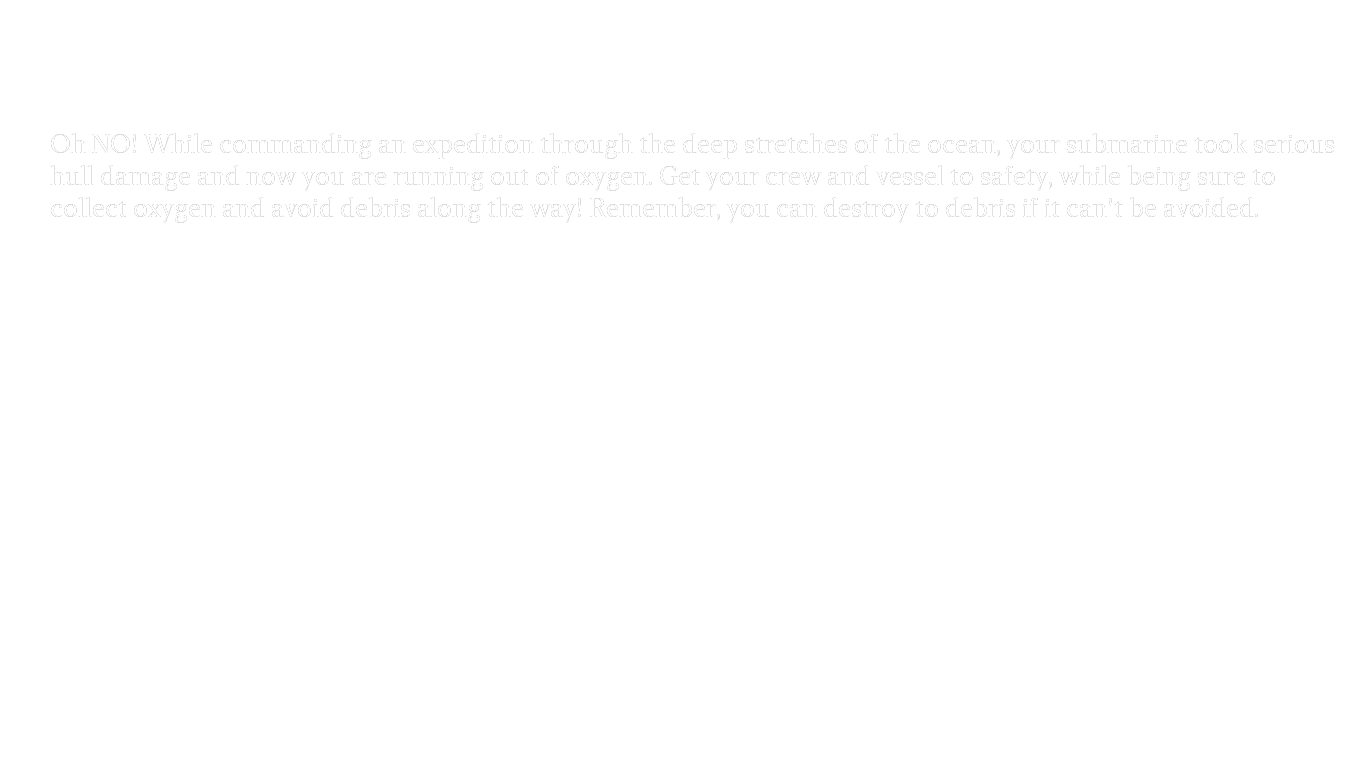 Oh NO! While commanding an expedition through the deep stretches of the ocean, your submarine took serious
hull damage and now you are running out of oxygen. Get your crew and vessel to safety, while being sure to
collect oxygen and avoid debris along the way! Remember, you can destroy to debris if it can't be avoided.